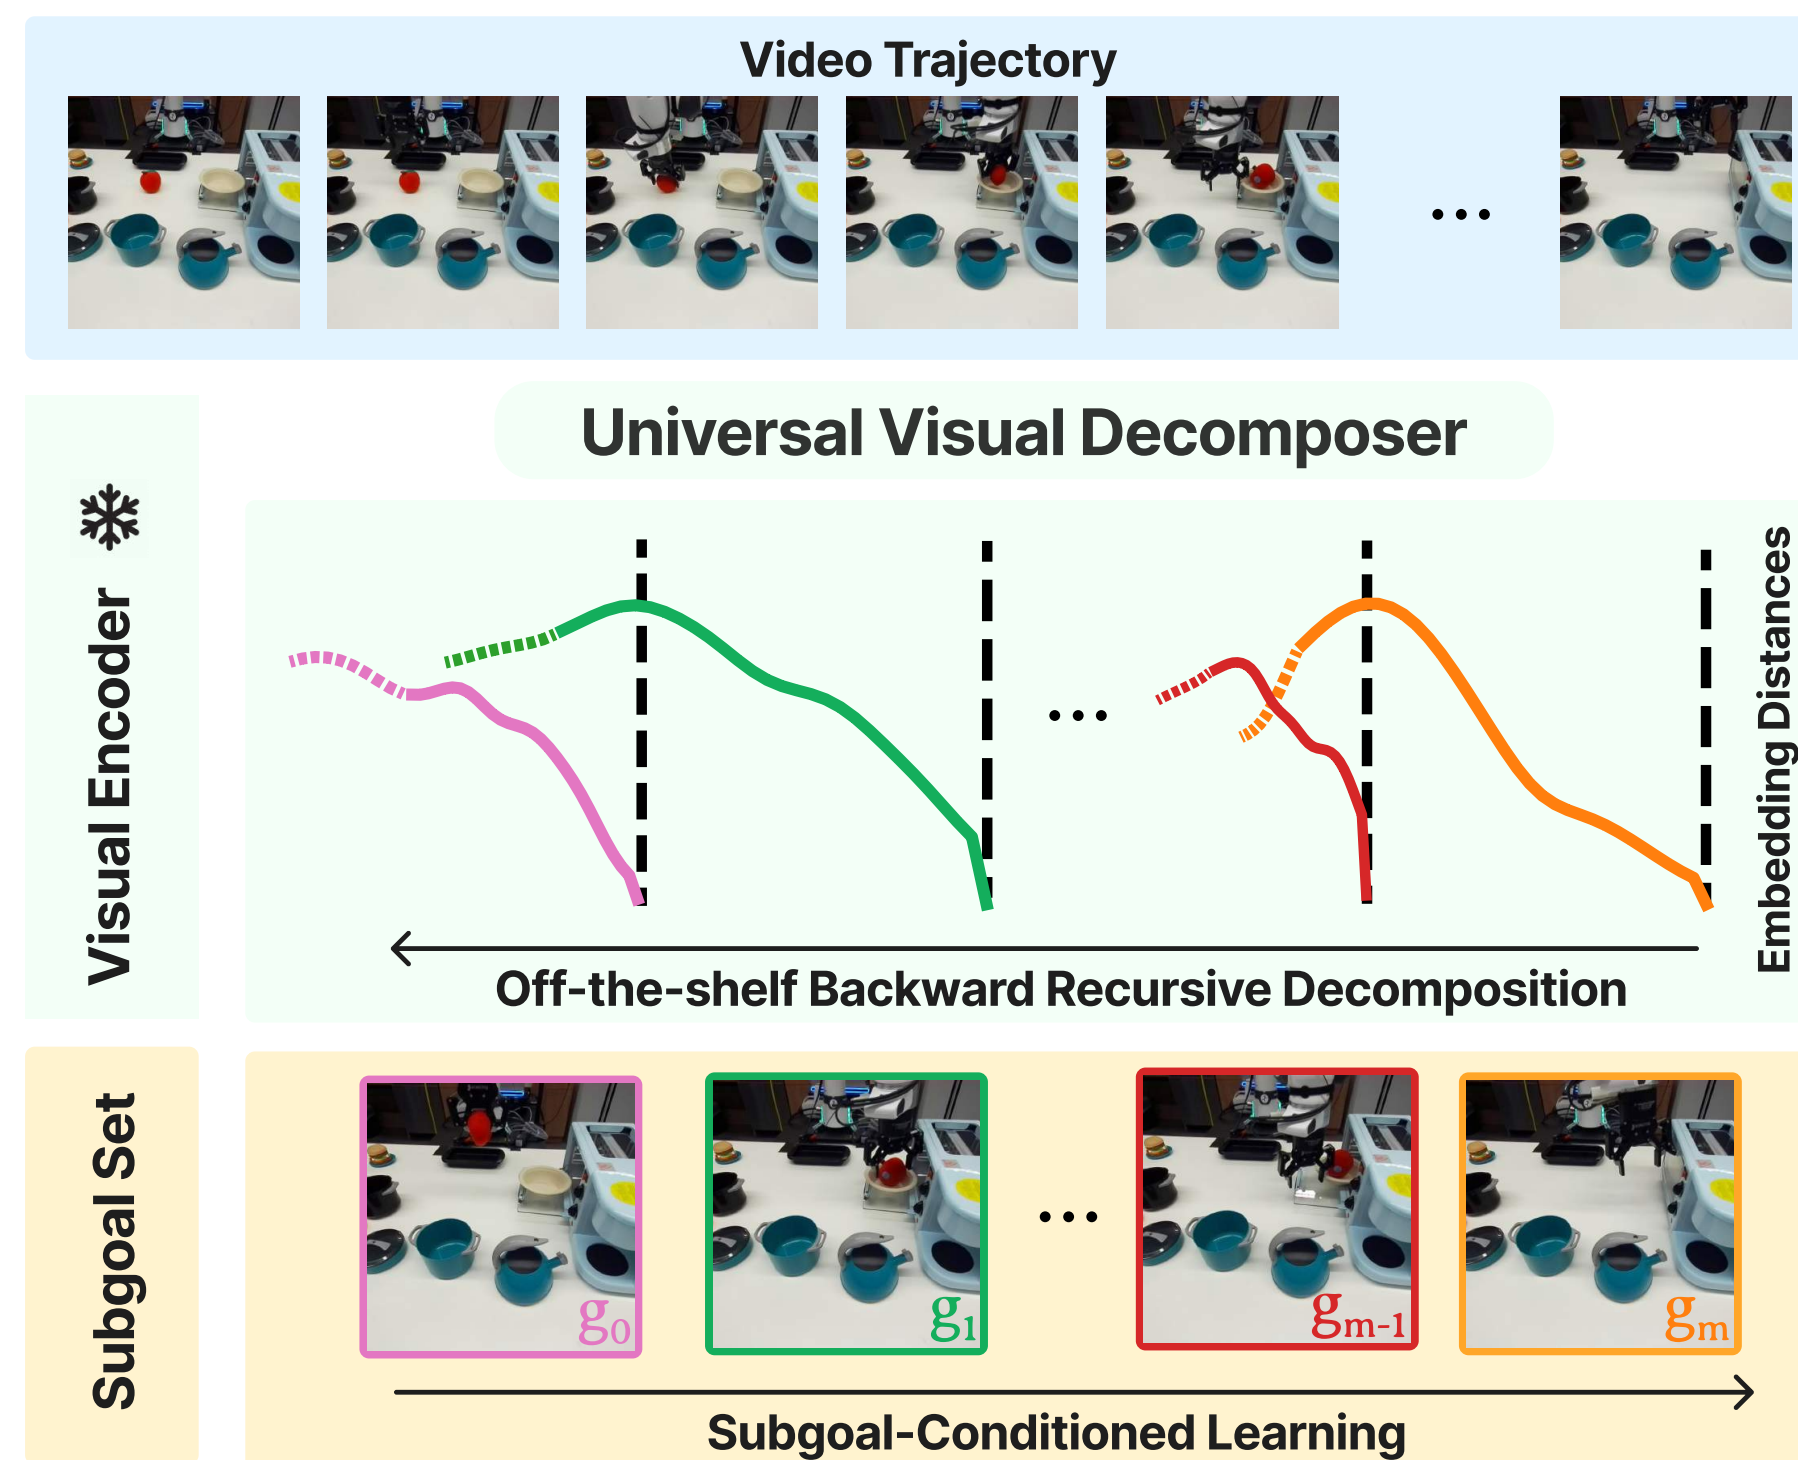 Video Trajectory
...
Universal Visual Decomposer
Visual Encoder
...
Embedding Distances
Off-the-shelf Backward Recursive Decomposition
Subgoal Set
g0
g1
...
gm-1
gm
Subgoal-Conditioned Learning